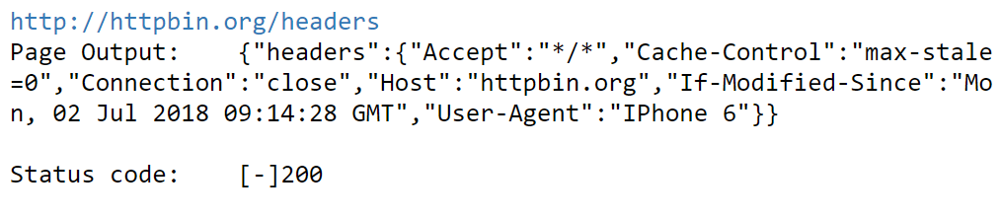 http://httpbin.org/headers
Page Output:    {"headers":{"Accept":"*/*","Cache-Control":"max-stale
=0","Connection":"close","Host":"httpbin.org","If-Modified-Since":"Mo
n, 02 Jul 2018 09:14:28 GMT","User-Agent":"IPhone 6"}}
Status code:    [-]200